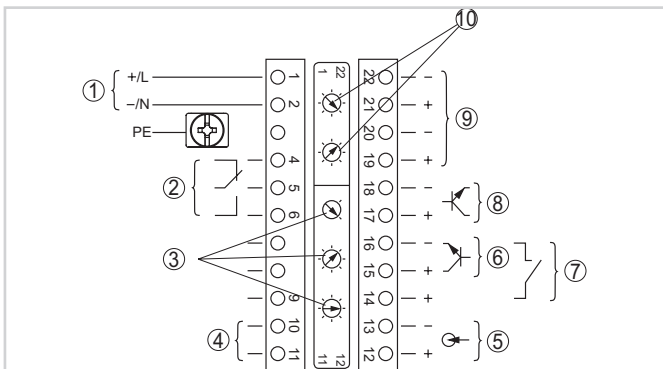 ⑩
① +/L 1 1 22 22 −
−/N 2 21 + ⑨
PE 20 −
② 4 19 +
5 18 − ⑧
6 17 +
③ 16 − ⑥ ⑦
15 +
9 14 +
④ 10 13 − ⑤
11 11 12 12 +